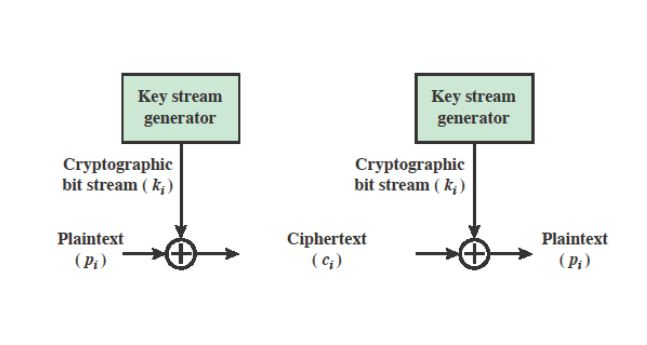 Key stream
generator
Key stream
generator
Cryptographic
bit stream ( kᵢ )
Cryptographic
bit stream ( kᵢ )
Plaintext
( pᵢ )
Ciphertext
( cᵢ )
Plaintext
( pᵢ )